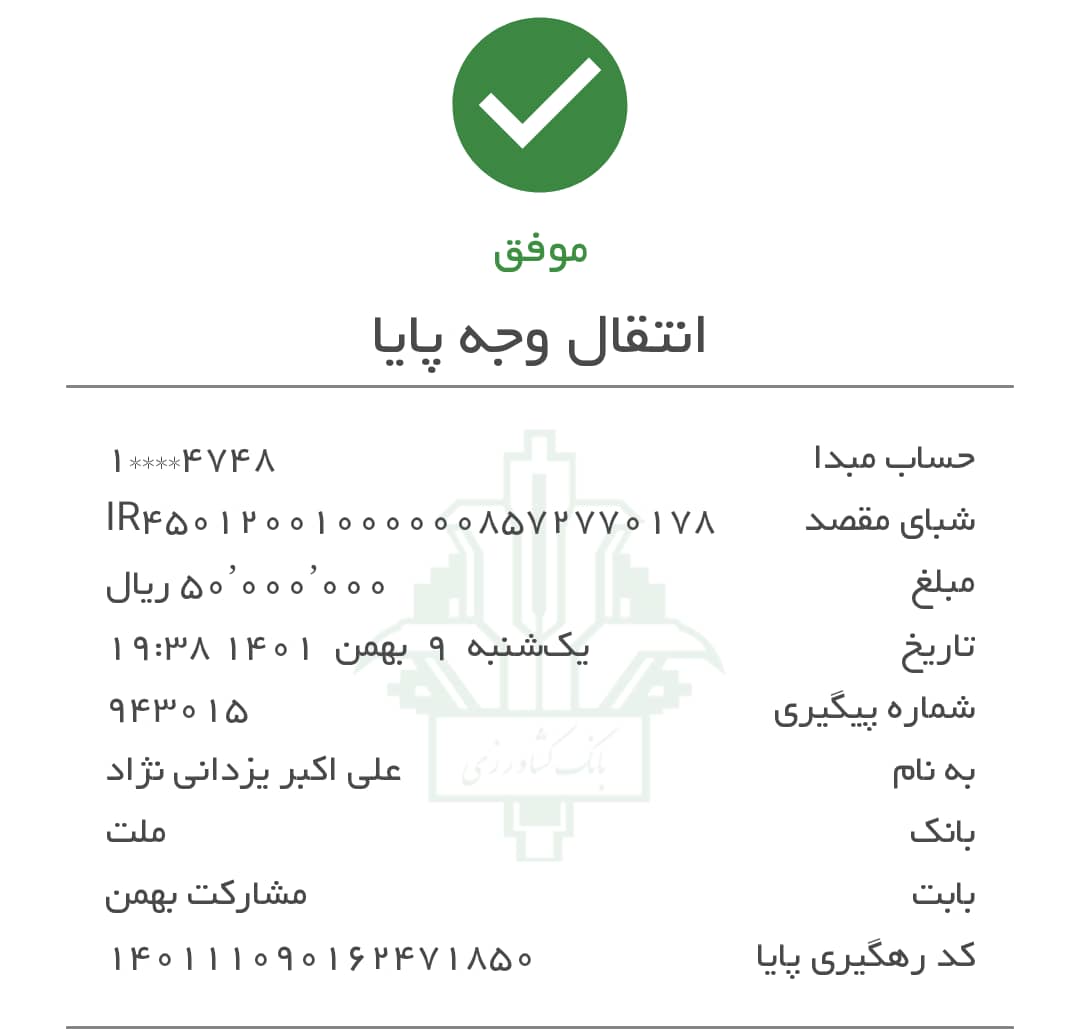 موفق
انتقال وجه پایا
حساب مبدا ۱****۴۷۴۸
شبای مقصد IR۴۵۰۱۲۰۰۱۰۰۰۰۰۰۸۵۷۲۷۷۰۱۷۸
مبلغ ۵۰٬۰۰۰٬۰۰۰ ریال
تاریخ یک‌شنبه ۹ بهمن ۱۴۰۱ ۱۹:۳۸
شماره پیگیری ۹۴۳۰۱۵
به نام علی اکبر یزدانی نژاد
بانک ملت
بانک کشاورزی
بابت مشارکت بهمن
کد رهگیری پایا ۱۴۰۱۱۱۰۹۰۱۶۲۴۷۱۸۵۰